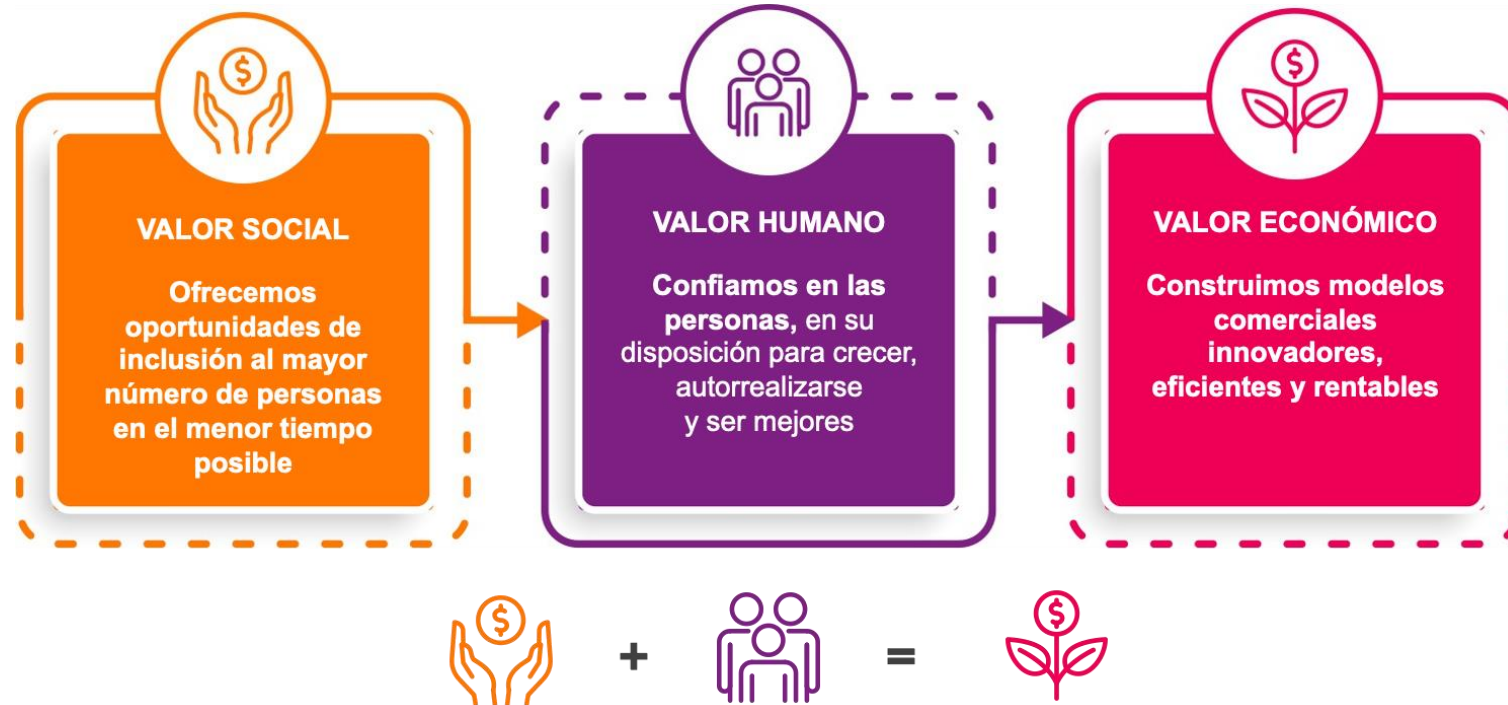 $
VALOR SOCIAL
Ofrecemos
oportunidades de
inclusión al mayor
número de personas
en el menor tiempo
posible
VALOR HUMANO
Confiamos en las
personas, en su
disposición para crecer,
autorrealizarse
y ser mejores
$
VALOR ECONÓMICO
Construimos modelos
comerciales
innovadores,
eficientes y rentables
$ + = $